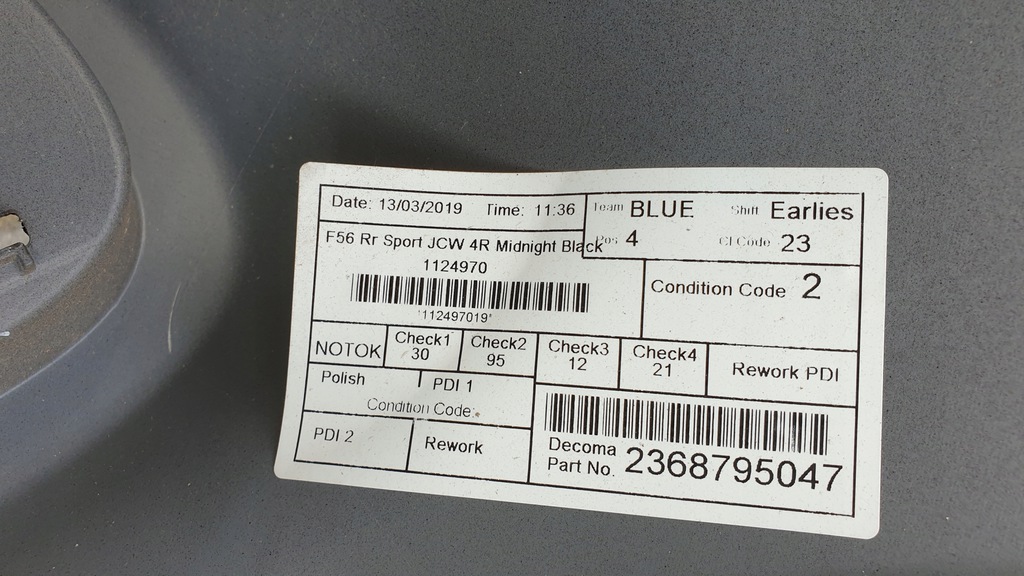 Date: 13/03/2019 Time: 11:36 Team BLUE Shift Earlies
Pos 4 CI Code 23
F56 Rr Sport JCW 4R Midnight Black
1124970
*112497019*
Condition Code 2
NOTOK Check1 30 Check2 95 Check3 12 Check4 21 Rework PDI
Polish PDI 1
Condition Code:
PDI 2 Rework
Decoma
Part No. 2368795047